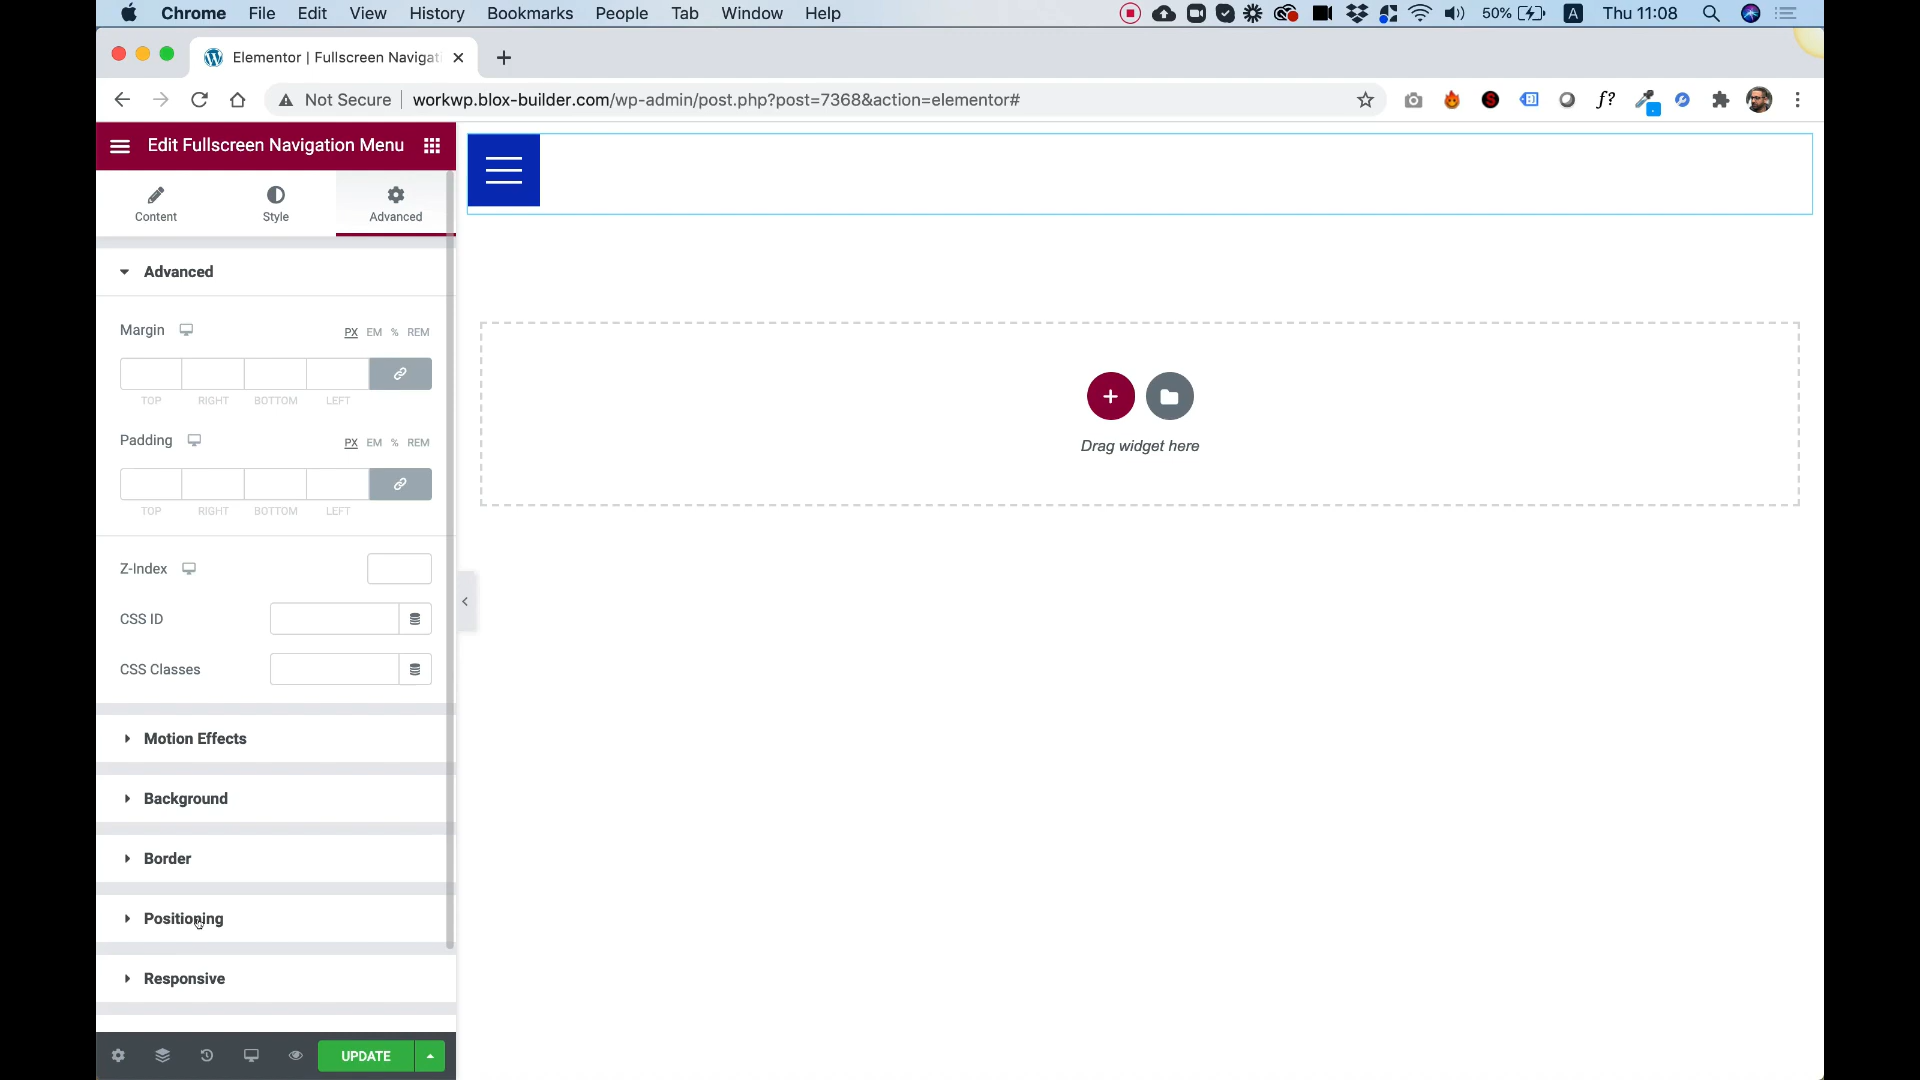 Chrome File Edit View History Bookmarks People Tab Window Help 50% A Thu 11:08
Elementor | Fullscreen Navigati
Not Secure workwp.blox-builder.com/wp-admin/post.php?post=7368&action=elementor# S f?
Edit Fullscreen Navigation Menu
Content Style Advanced
Advanced
Margin PX EM % REM
TOP RIGHT BOTTOM LEFT
Padding PX EM % REM
TOP RIGHT BOTTOM LEFT
Z-Index
CSS ID
CSS Classes
Motion Effects
Background
Border
Positioning
Responsive
UPDATE
Drag widget here